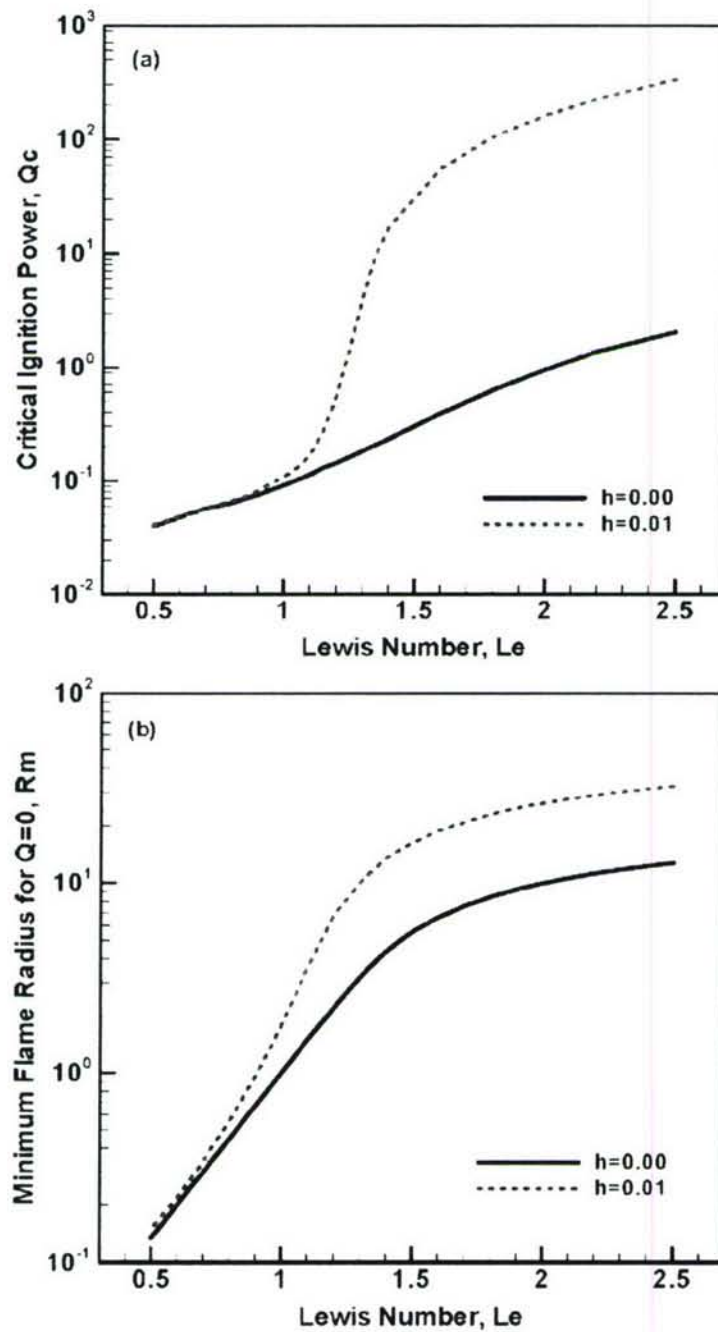 (a)
Critical Ignition Power, Qc
10³
10²
10¹
10⁰
10⁻¹
10⁻²
h=0.00
h=0.01
0.5 1 1.5 2 2.5
Lewis Number, Le
(b)
Minimum Flame Radius for Q=0, Rm
10²
10¹
10⁰
10⁻¹
h=0.00
h=0.01
0.5 1 1.5 2 2.5
Lewis Number, Le